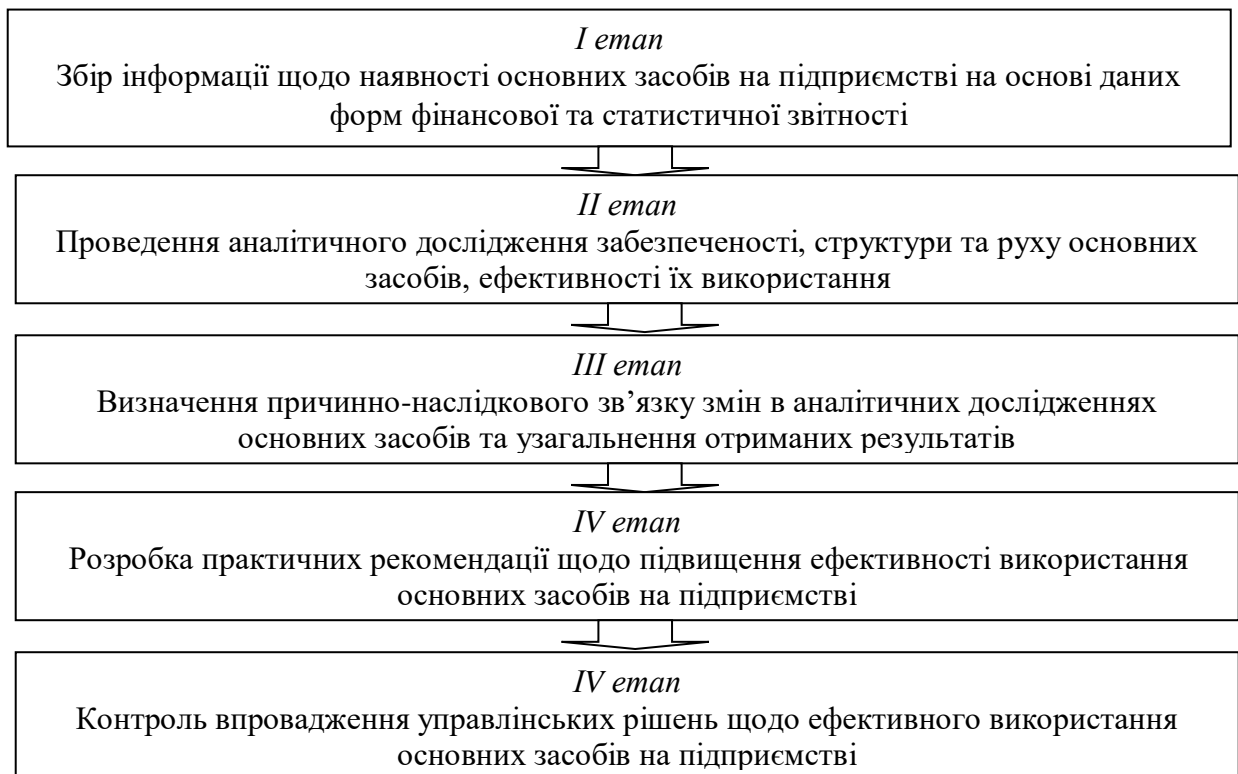 I етап
Збір інформації щодо наявності основних засобів на підприємстві на основі даних
форм фінансової та статистичної звітності
II етап
Проведення аналітичного дослідження забезпеченості, структури та руху основних
засобів, ефективності їх використання
III етап
Визначення причинно-наслідкового зв’язку змін в аналітичних дослідженнях
основних засобів та узагальнення отриманих результатів
IV етап
Розробка практичних рекомендації щодо підвищення ефективності використання
основних засобів на підприємстві
IV етап
Контроль впровадження управлінських рішень щодо ефективного використання
основних засобів на підприємстві